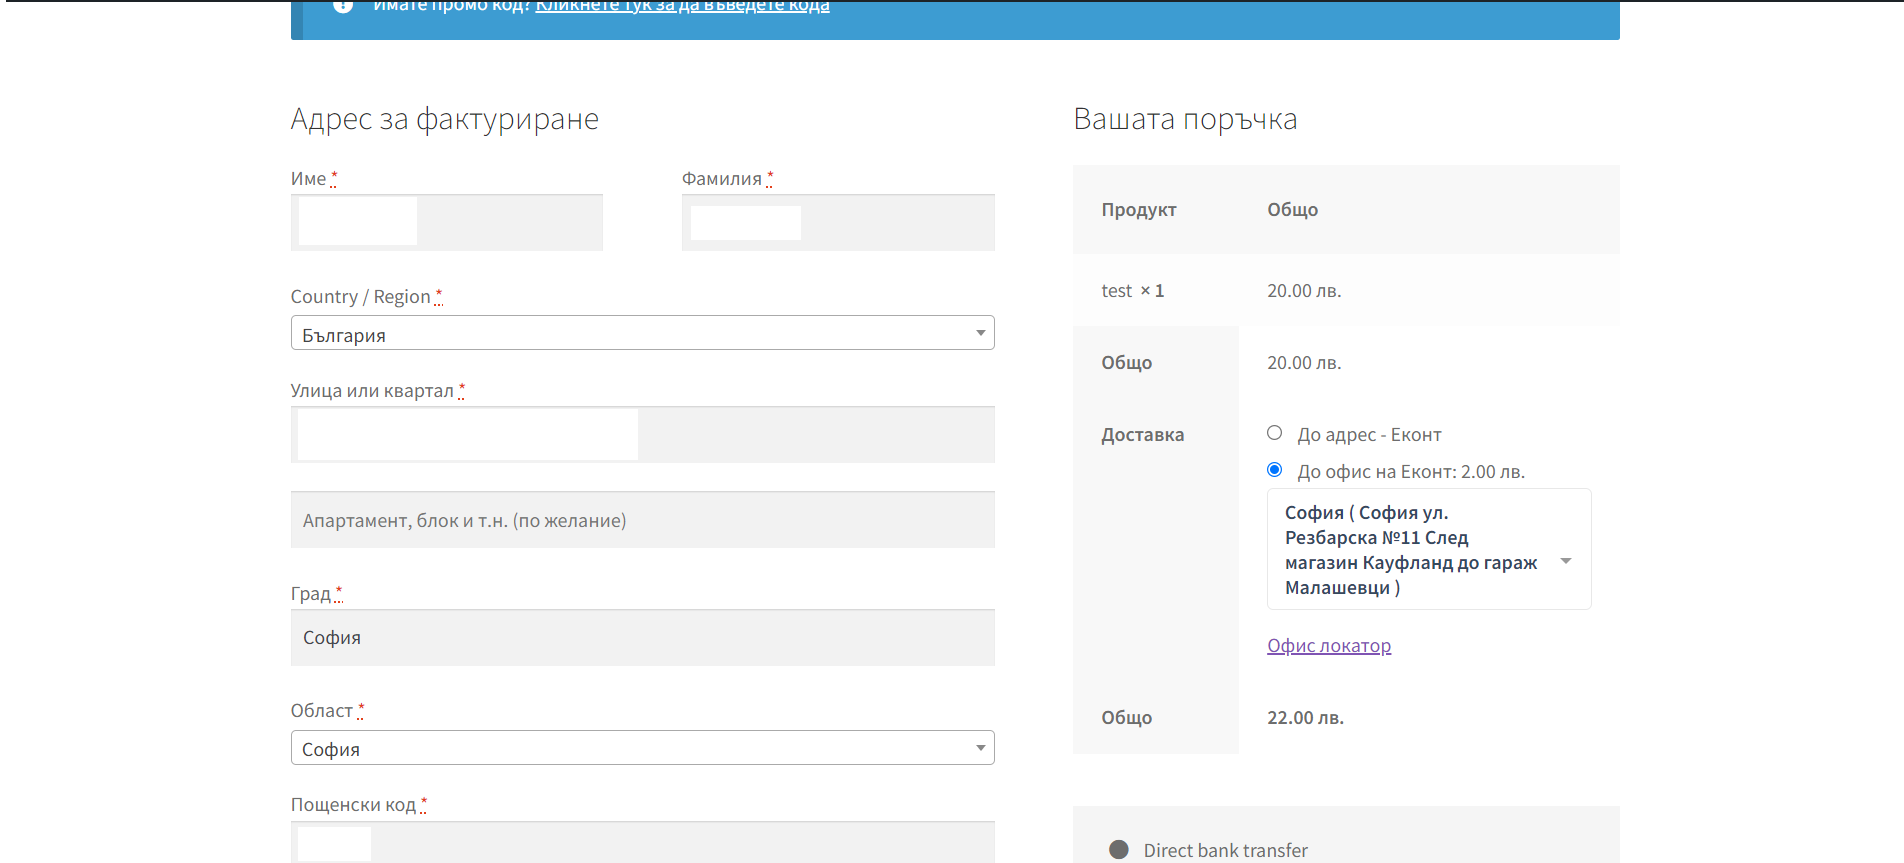 Имате промо код? Кликнете тук за да въведете кода
Адрес за фактуриране
Име *
Фамилия *
Country / Region *
България
Улица или квартал *
Апартамент, блок и т.н. (по желание)
Град *
София
Област *
София
Пощенски код *
Вашата поръчка
Продукт Общо
test × 1 20.00 лв.
Общо 20.00 лв.
Доставка До адрес - Еконт
До офис на Еконт: 2.00 лв.
София ( София ул.
Резбарска №11 След
магазин Кауфланд до гараж
Малашевци )
Офис локатор
Общо 22.00 лв.
Direct bank transfer